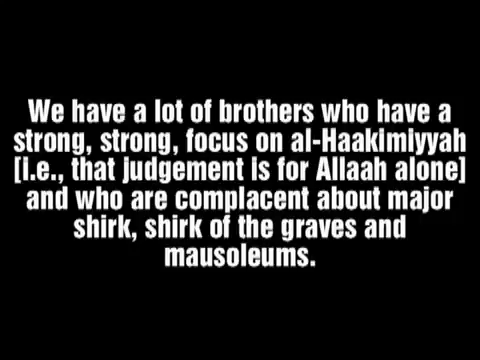 We have a lot of brothers who have a
strong, strong, focus on al-Haakimiyyah
[i.e., that judgement is for Allaah alone]
and who are complacent about major
shirk, shirk of the graves and
mausoleums.